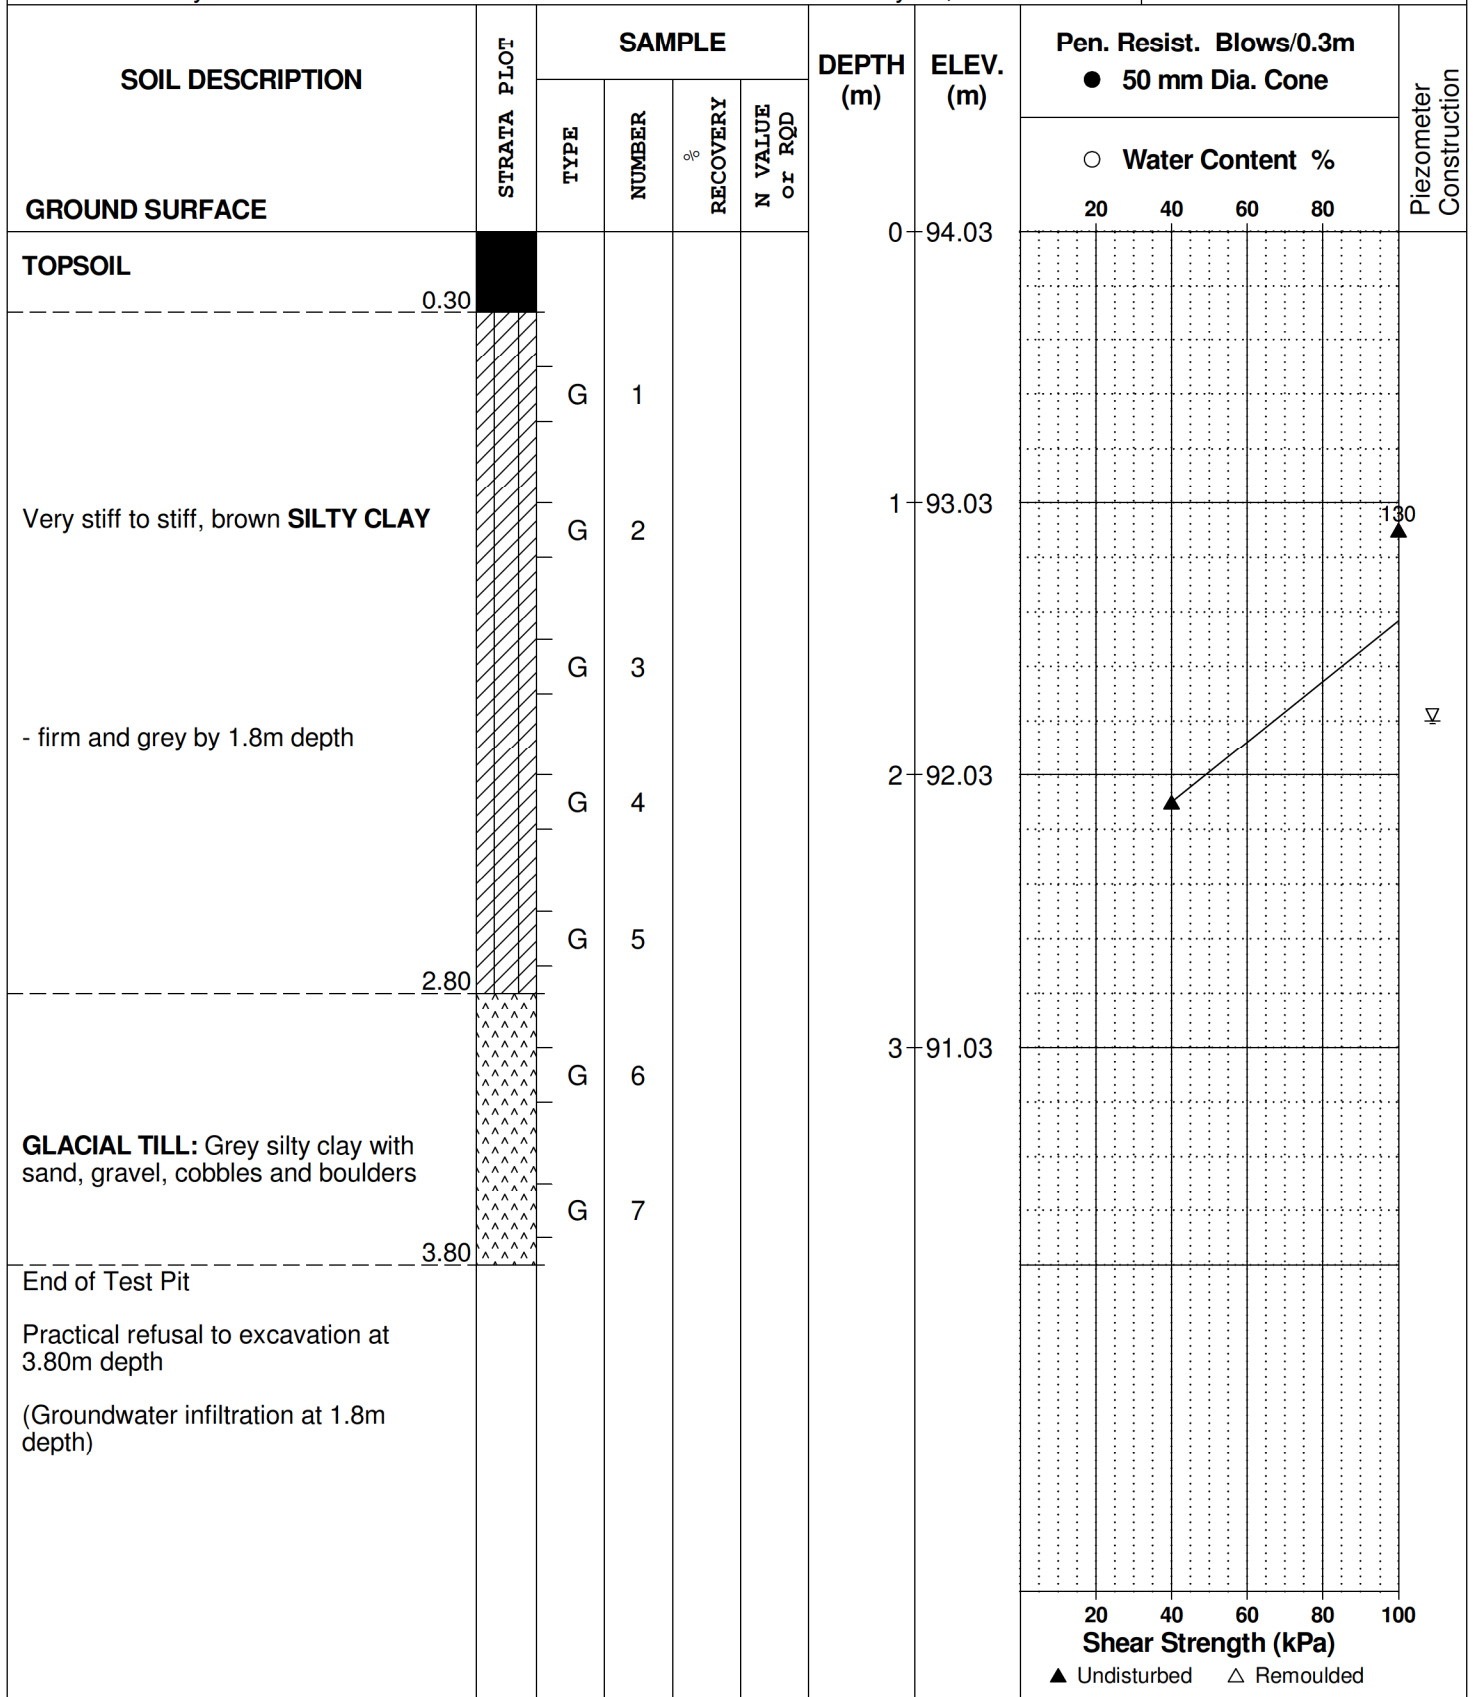 SOIL DESCRIPTION
GROUND SURFACE
STRATA PLOT
SAMPLE
TYPE
NUMBER
%
RECOVERY
N VALUE
or RQD
DEPTH
(m)
ELEV.
(m)
Pen. Resist. Blows/0.3m
● 50 mm Dia. Cone
○ Water Content %
20 40 60 80
Piezometer
Construction
0 94.03
TOPSOIL
0.30
G 1
1 93.03
130
Very stiff to stiff, brown SILTY CLAY
G 2
G 3
- firm and grey by 1.8m depth
2 92.03
G 4
G 5
2.80
3 91.03
G 6
GLACIAL TILL: Grey silty clay with
sand, gravel, cobbles and boulders
G 7
3.80
End of Test Pit
Practical refusal to excavation at
3.80m depth
(Groundwater infiltration at 1.8m
depth)
20 40 60 80 100
Shear Strength (kPa)
▲ Undisturbed △ Remoulded